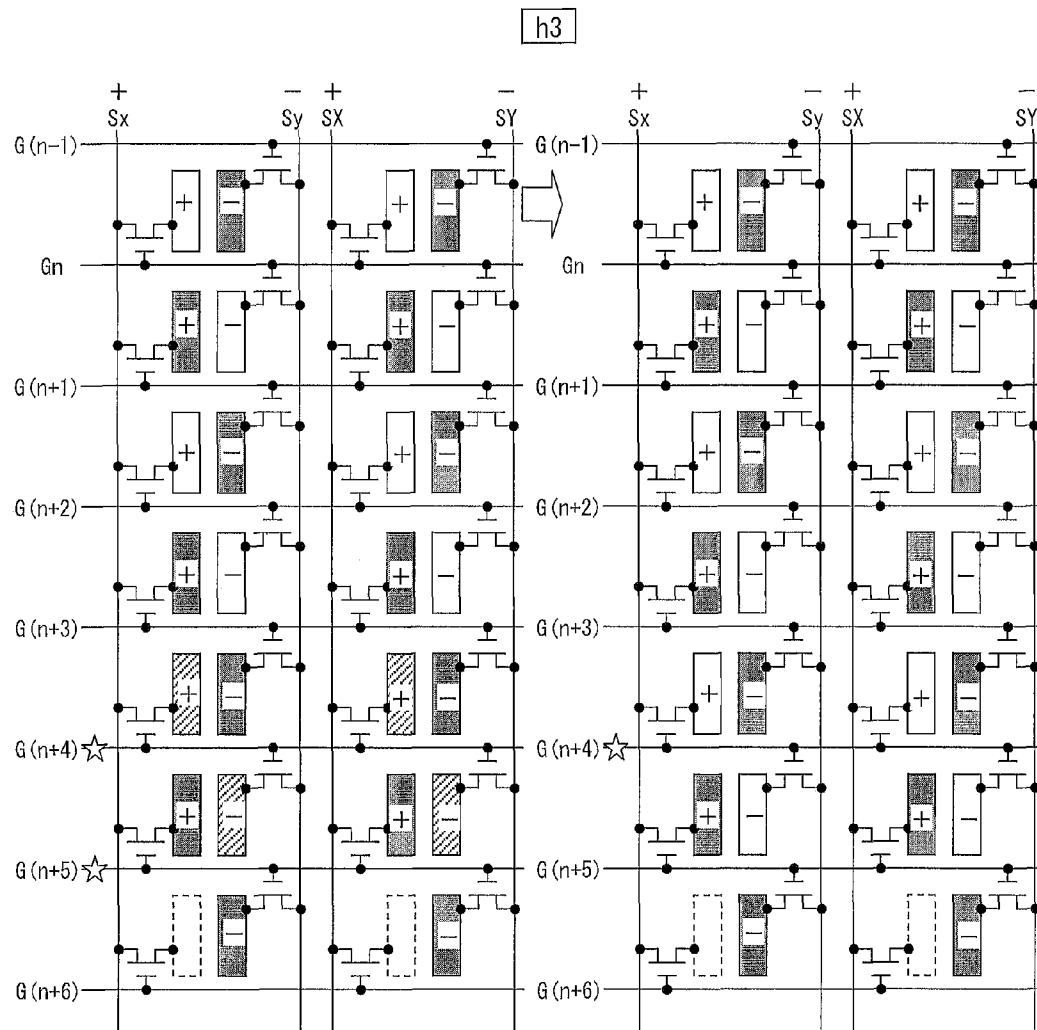 h3
+ − + − + − + −
Sx Sy SX SY Sx Sy SX SY
G(n-1) G(n-1)
+ − + − + − + −
Gn Gn
+ − + − + − + −
G(n+1) G(n+1)
+ − + − + − + −
G(n+2) G(n+2)
+ − + − + − + −
G(n+3) G(n+3)
+ − + − + − + −
G(n+4)☆ G(n+4)☆
+ − + − + − + −
G(n+5)☆ G(n+5)
− − − −
G(n+6) G(n+6)